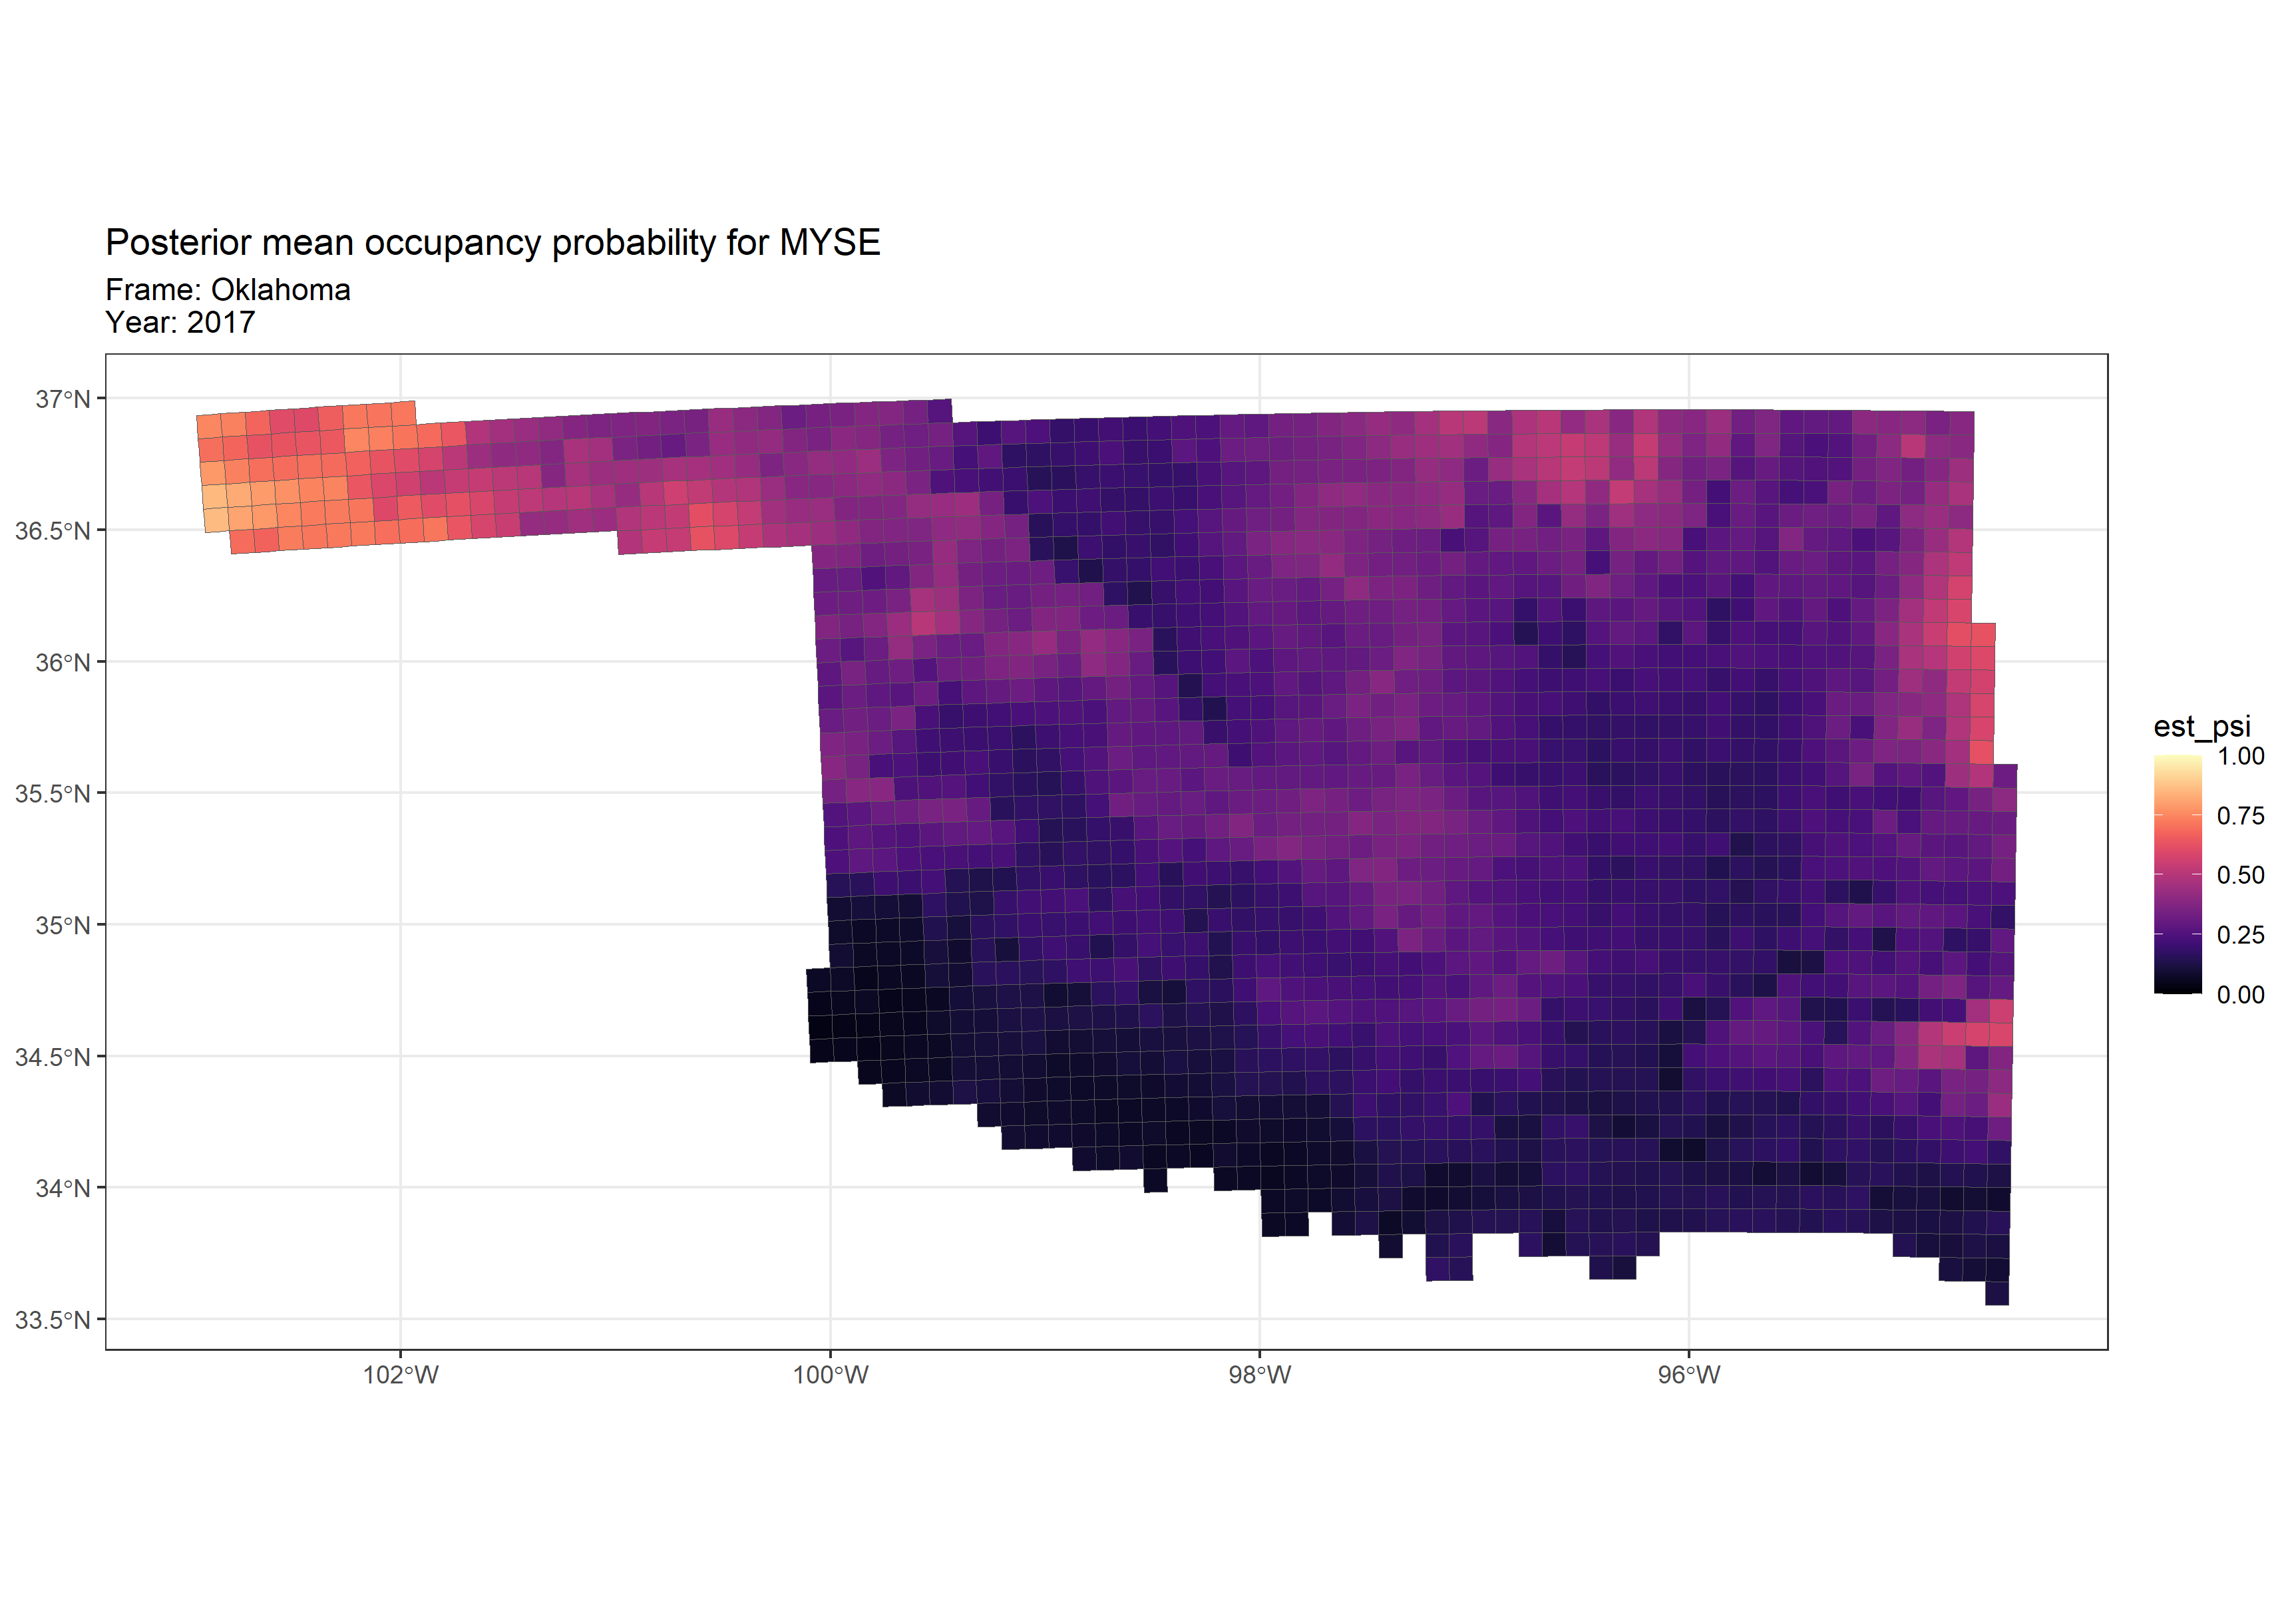 Posterior mean occupancy probability for MYSE
Frame: Oklahoma
Year: 2017
37°N
36.5°N
36°N
35.5°N
35°N
34.5°N
34°N
33.5°N
102°W
100°W
98°W
96°W
est_psi
1.00
0.75
0.50
0.25
0.00